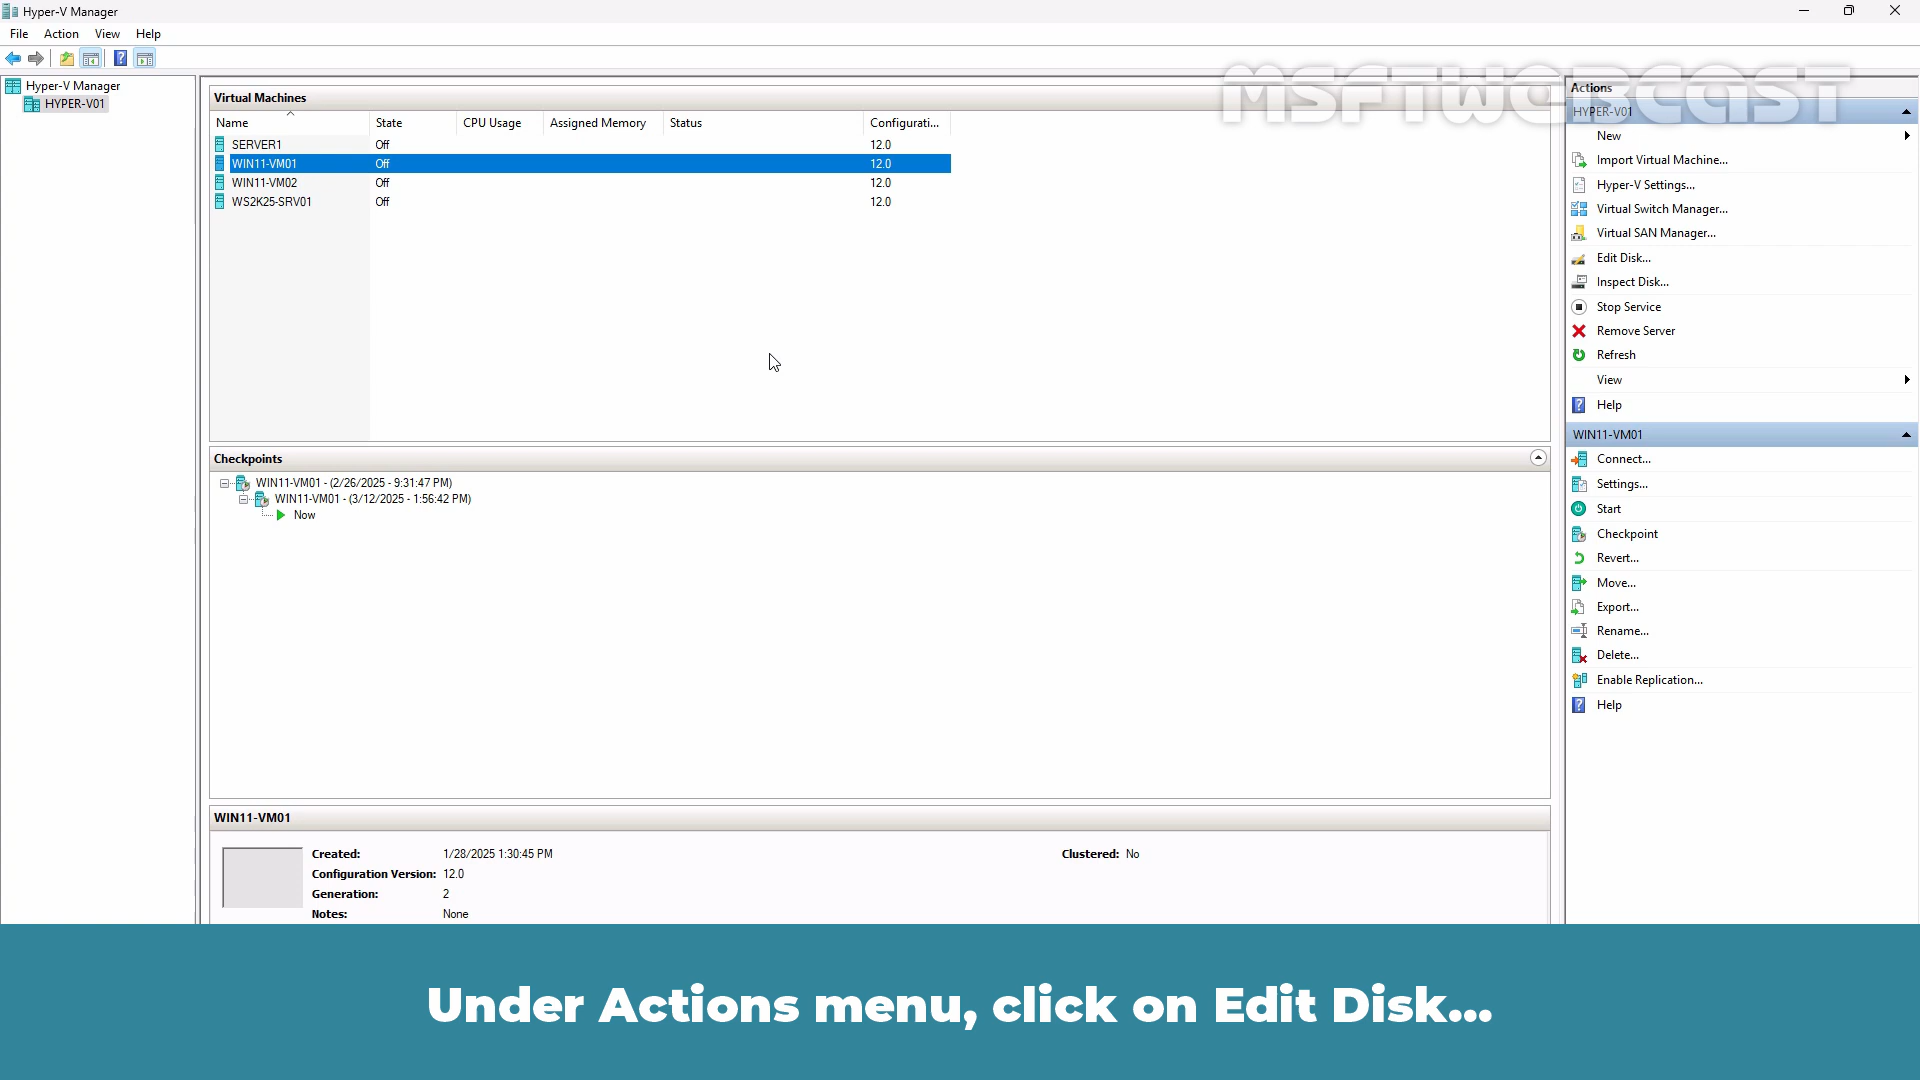 Hyper-V Manager
File Action View Help
Hyper-V Manager
HYPER-V01
Virtual Machines
Name State CPU Usage Assigned Memory Status Configurati...
SERVER1 Off 12.0
WIN11-VM01 Off 12.0
WIN11-VM02 Off 12.0
WS2K25-SRV01 Off 12.0
Checkpoints
WIN11-VM01 - (2/26/2025 - 9:31:47 PM)
WIN11-VM01 - (3/12/2025 - 1:56:42 PM)
Now
WIN11-VM01
Created: 1/28/2025 1:30:45 PM Clustered: No
Configuration Version: 12.0
Generation: 2
Notes: None
MSFTWEBCAST
Actions
HYPER-V01
New
Import Virtual Machine...
Hyper-V Settings...
Virtual Switch Manager...
Virtual SAN Manager...
Edit Disk...
Inspect Disk...
Stop Service
Remove Server
Refresh
View
Help
WIN11-VM01
Connect...
Settings...
Start
Checkpoint
Revert...
Move...
Export...
Rename...
Delete...
Enable Replication...
Help
Under Actions menu, click on Edit Disk...